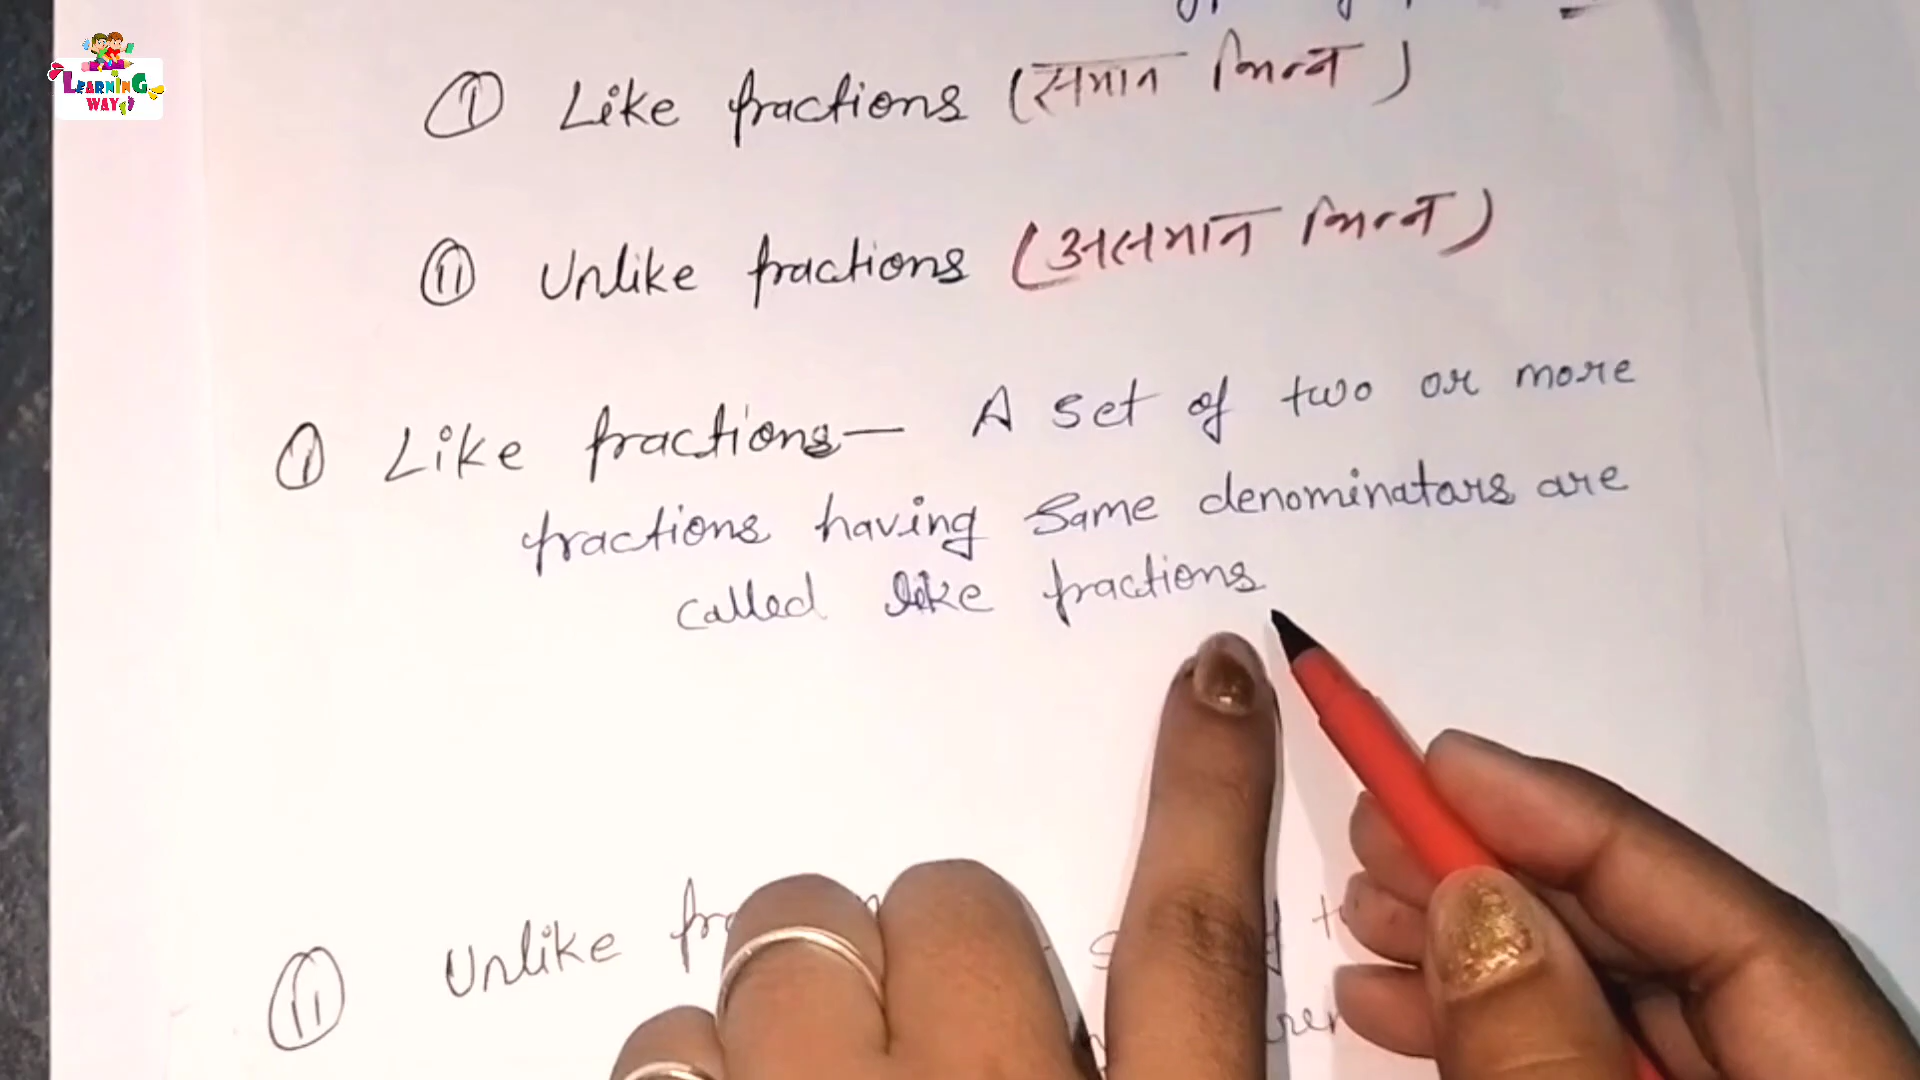 LEARNING
WAY
I Like fractions (समान भिन्न)
II Unlike fractions (असमान भिन्न)
I Like fractions— A set of two or more
fractions having same denominators are
called like fractions
II Unlike